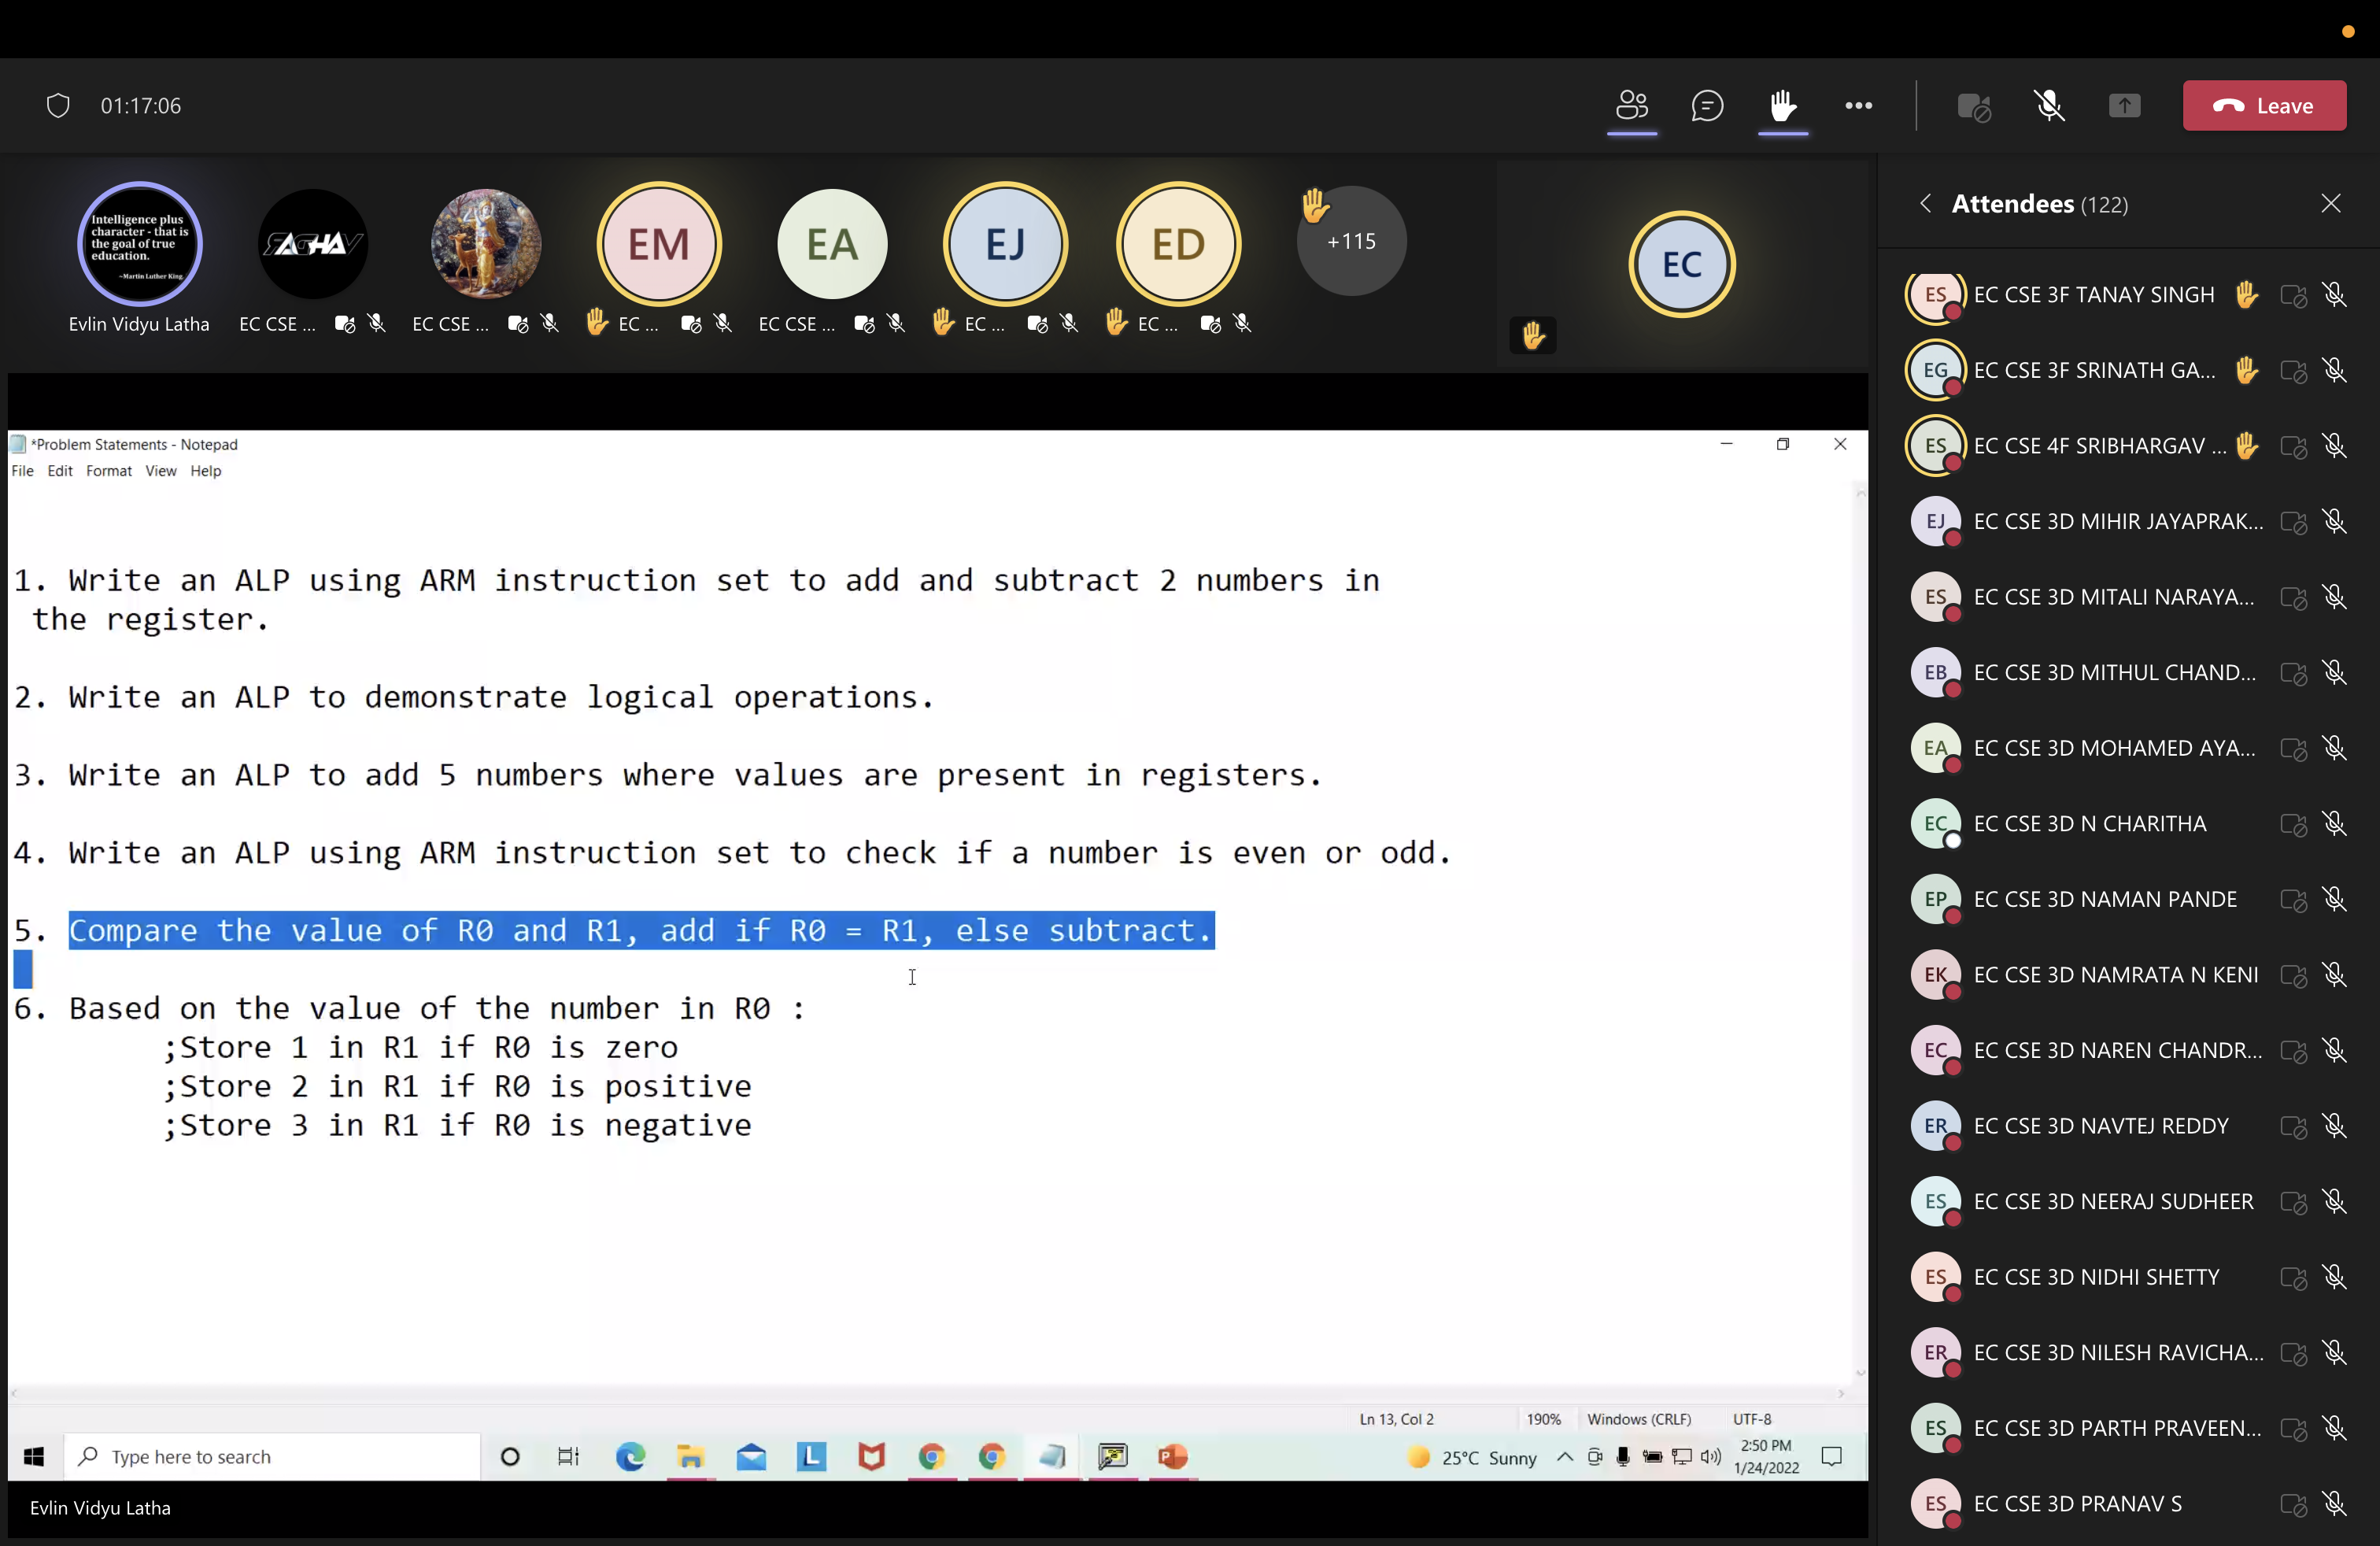 01:17:06
Leave
Intelligence plus
character - that is
the goal of true
education.
~Martin Luther King.
EM
EA
EJ
ED
+115
EC
Evlin Vidyu Latha
EC CSE ...
EC CSE ...
EC ...
EC CSE ...
EC ...
EC ...
Attendees (122)
ES EC CSE 3F TANAY SINGH
EG EC CSE 3F SRINATH GA...
ES EC CSE 4F SRIBHARGAV ...
EJ EC CSE 3D MIHIR JAYAPRAK...
ES EC CSE 3D MITALI NARAYA...
EB EC CSE 3D MITHUL CHAND...
EA EC CSE 3D MOHAMED AYA...
EC EC CSE 3D N CHARITHA
EP EC CSE 3D NAMAN PANDE
EK EC CSE 3D NAMRATA N KENI
EC EC CSE 3D NAREN CHANDR...
ER EC CSE 3D NAVTEJ REDDY
ES EC CSE 3D NEERAJ SUDHEER
ES EC CSE 3D NIDHI SHETTY
ER EC CSE 3D NILESH RAVICHA...
ES EC CSE 3D PARTH PRAVEEN...
ES EC CSE 3D PRANAV S
*Problem Statements - Notepad
File Edit Format View Help
1. Write an ALP using ARM instruction set to add and subtract 2 numbers in
the register.
2. Write an ALP to demonstrate logical operations.
3. Write an ALP to add 5 numbers where values are present in registers.
4. Write an ALP using ARM instruction set to check if a number is even or odd.
5. Compare the value of R0 and R1, add if R0 = R1, else subtract.
6. Based on the value of the number in R0 :
;Store 1 in R1 if R0 is zero
;Store 2 in R1 if R0 is positive
;Store 3 in R1 if R0 is negative
Ln 13, Col 2 190% Windows (CRLF) UTF-8
Type here to search
L
25°C Sunny
2:50 PM
1/24/2022
Evlin Vidyu Latha